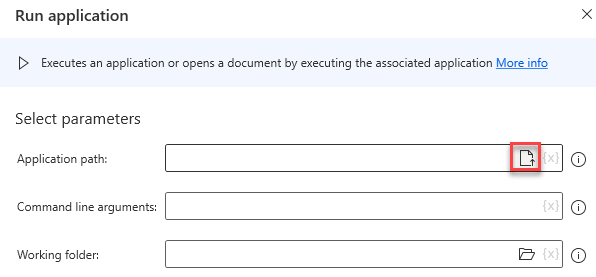 Run application
Executes an application or opens a document by executing the associated application More info
Select parameters
Application path: {x}
Command line arguments: {x}
Working folder: {x}